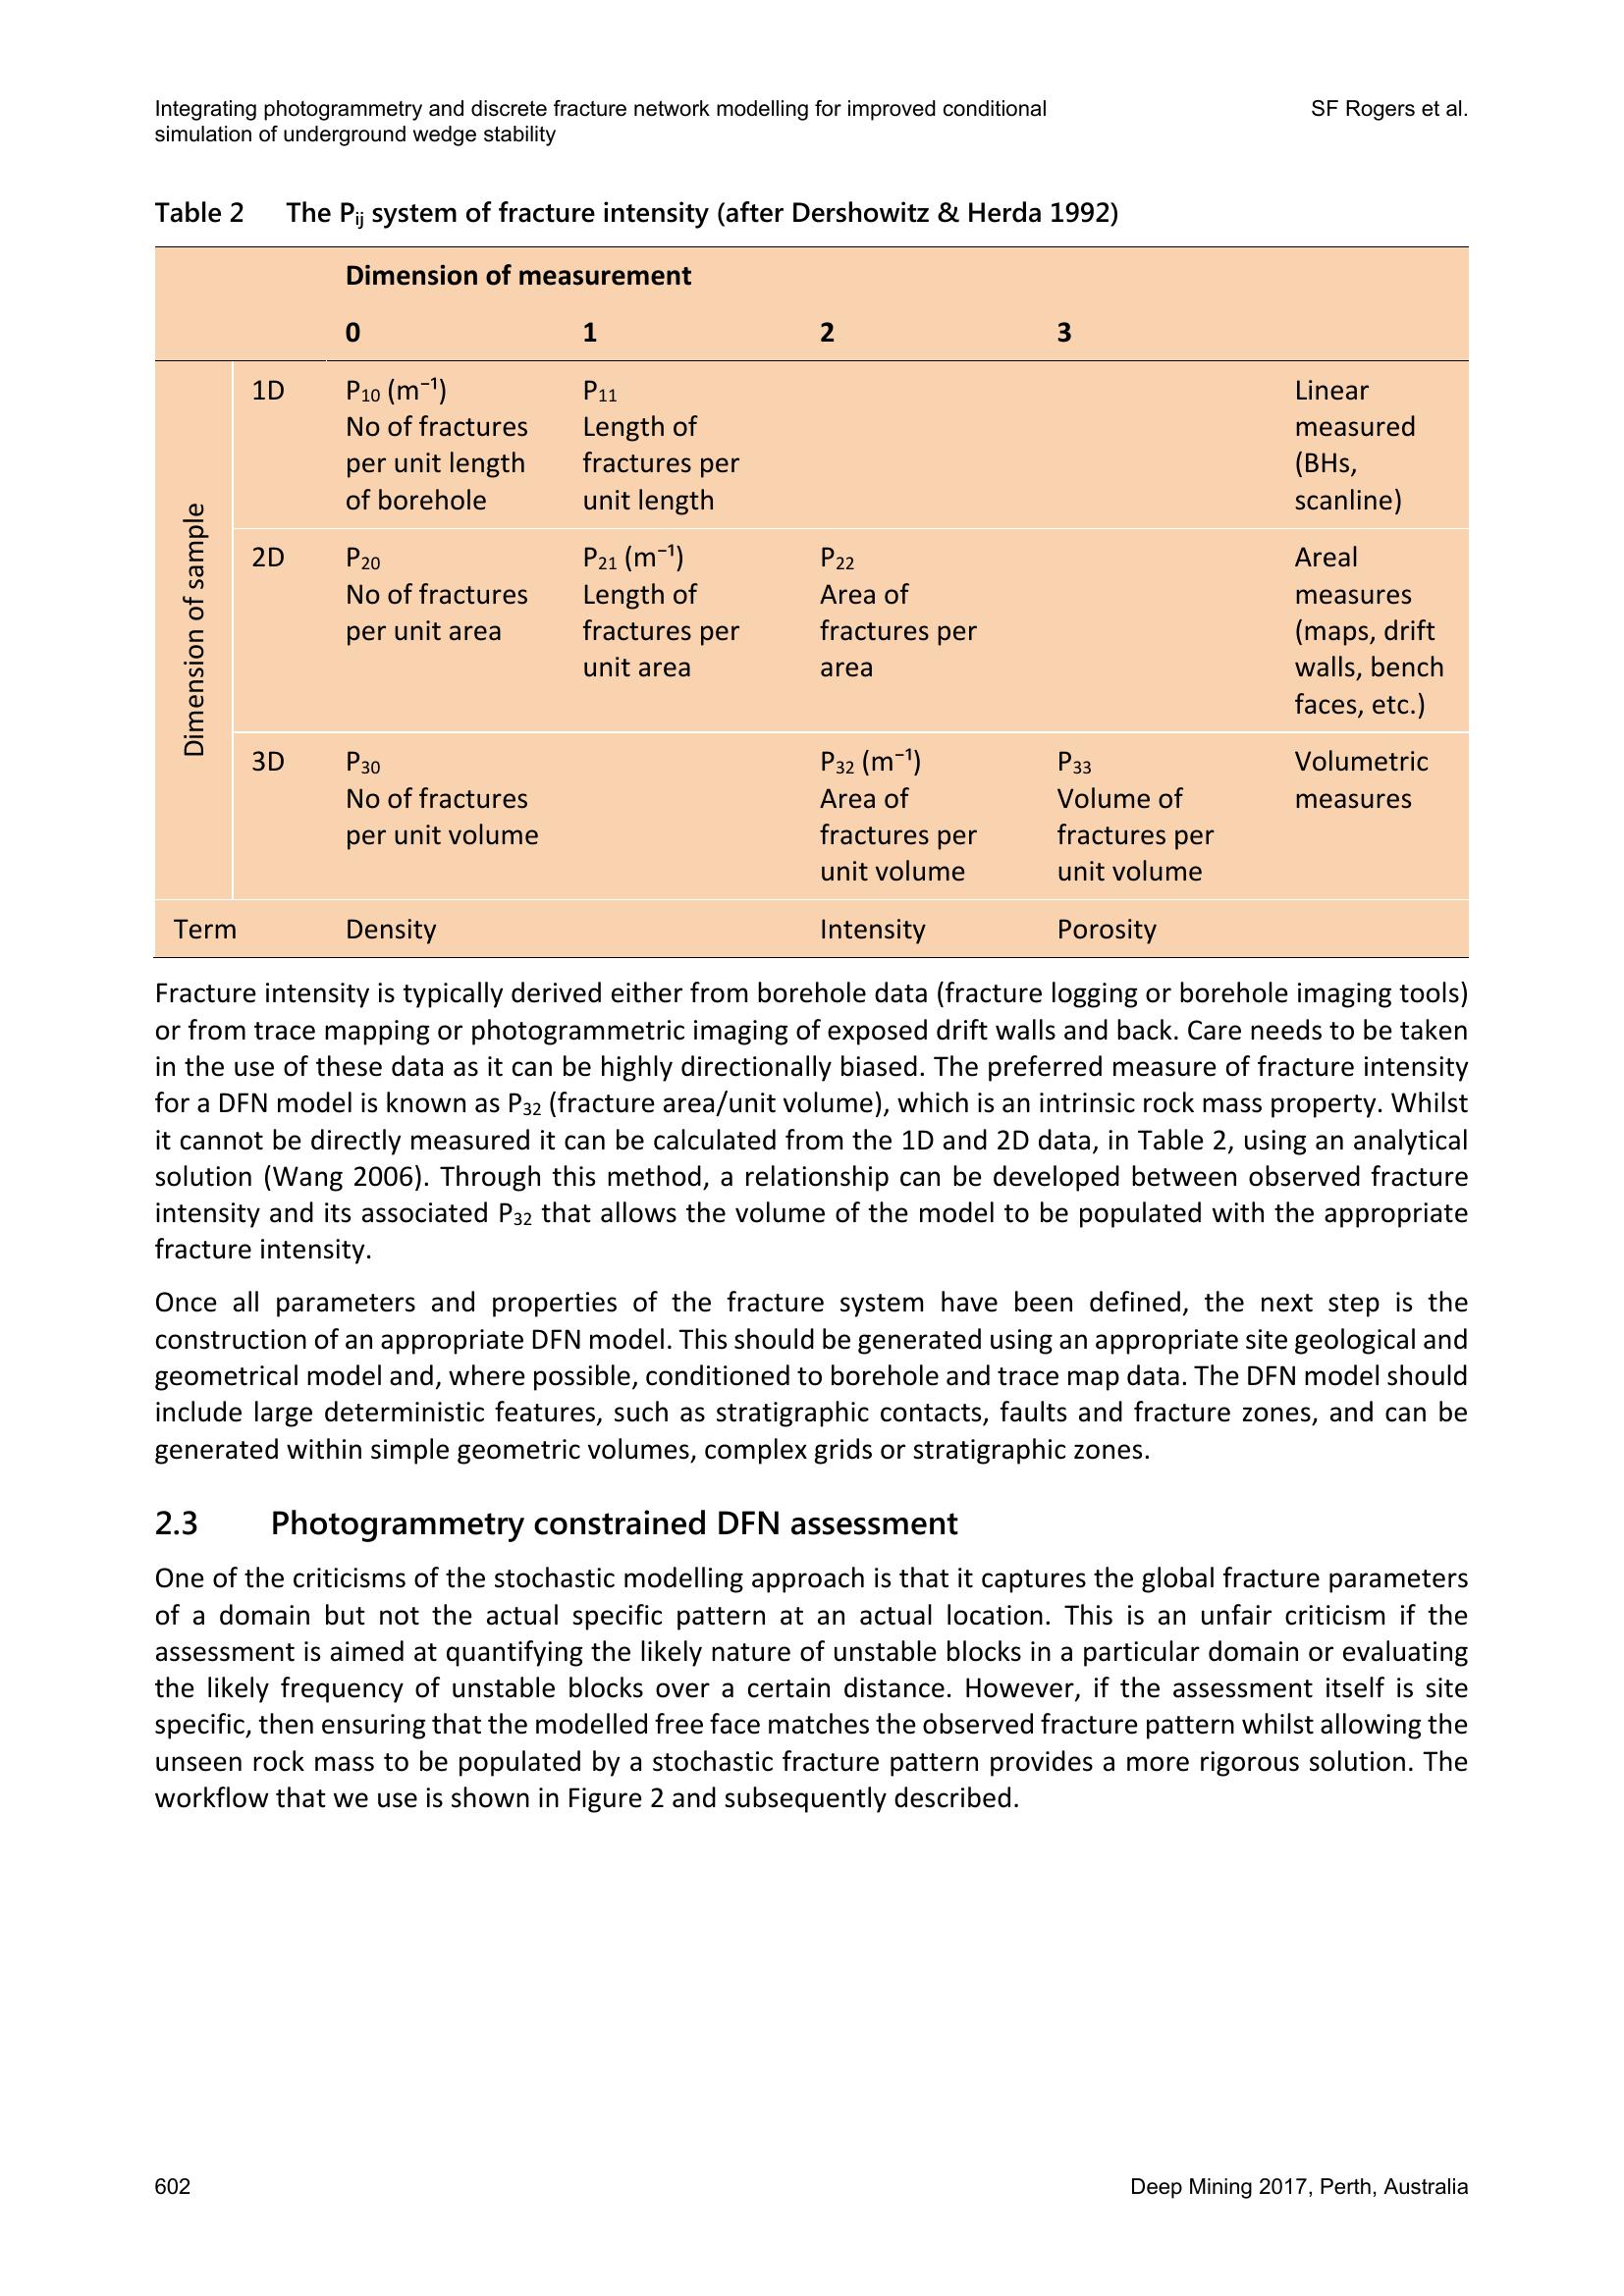 Integrating photogrammetry and discrete fracture network modelling for improved conditional
simulation of underground wedge stability
SF Rogers et al.
Table 2 The Pij system of fracture intensity (after Dershowitz & Herda 1992)
Dimension of measurement
0 1 2 3
Dimension of sample
1D
P10 (m⁻¹)
No of fractures
per unit length
of borehole
P11
Length of
fractures per
unit length
Linear
measured
(BHs,
scanline)
2D
P20
No of fractures
per unit area
P21 (m⁻¹)
Length of
fractures per
unit area
P22
Area of
fractures per
area
Areal
measures
(maps, drift
walls, bench
faces, etc.)
3D
P30
No of fractures
per unit volume
P32 (m⁻¹)
Area of
fractures per
unit volume
P33
Volume of
fractures per
unit volume
Volumetric
measures
Term Density Intensity Porosity
Fracture intensity is typically derived either from borehole data (fracture logging or borehole imaging tools)
or from trace mapping or photogrammetric imaging of exposed drift walls and back. Care needs to be taken
in the use of these data as it can be highly directionally biased. The preferred measure of fracture intensity
for a DFN model is known as P32 (fracture area/unit volume), which is an intrinsic rock mass property. Whilst
it cannot be directly measured it can be calculated from the 1D and 2D data, in Table 2, using an analytical
solution (Wang 2006). Through this method, a relationship can be developed between observed fracture
intensity and its associated P32 that allows the volume of the model to be populated with the appropriate
fracture intensity.
Once all parameters and properties of the fracture system have been defined, the next step is the
construction of an appropriate DFN model. This should be generated using an appropriate site geological and
geometrical model and, where possible, conditioned to borehole and trace map data. The DFN model should
include large deterministic features, such as stratigraphic contacts, faults and fracture zones, and can be
generated within simple geometric volumes, complex grids or stratigraphic zones.
2.3 Photogrammetry constrained DFN assessment
One of the criticisms of the stochastic modelling approach is that it captures the global fracture parameters
of a domain but not the actual specific pattern at an actual location. This is an unfair criticism if the
assessment is aimed at quantifying the likely nature of unstable blocks in a particular domain or evaluating
the likely frequency of unstable blocks over a certain distance. However, if the assessment itself is site
specific, then ensuring that the modelled free face matches the observed fracture pattern whilst allowing the
unseen rock mass to be populated by a stochastic fracture pattern provides a more rigorous solution. The
workflow that we use is shown in Figure 2 and subsequently described.
602
Deep Mining 2017, Perth, Australia